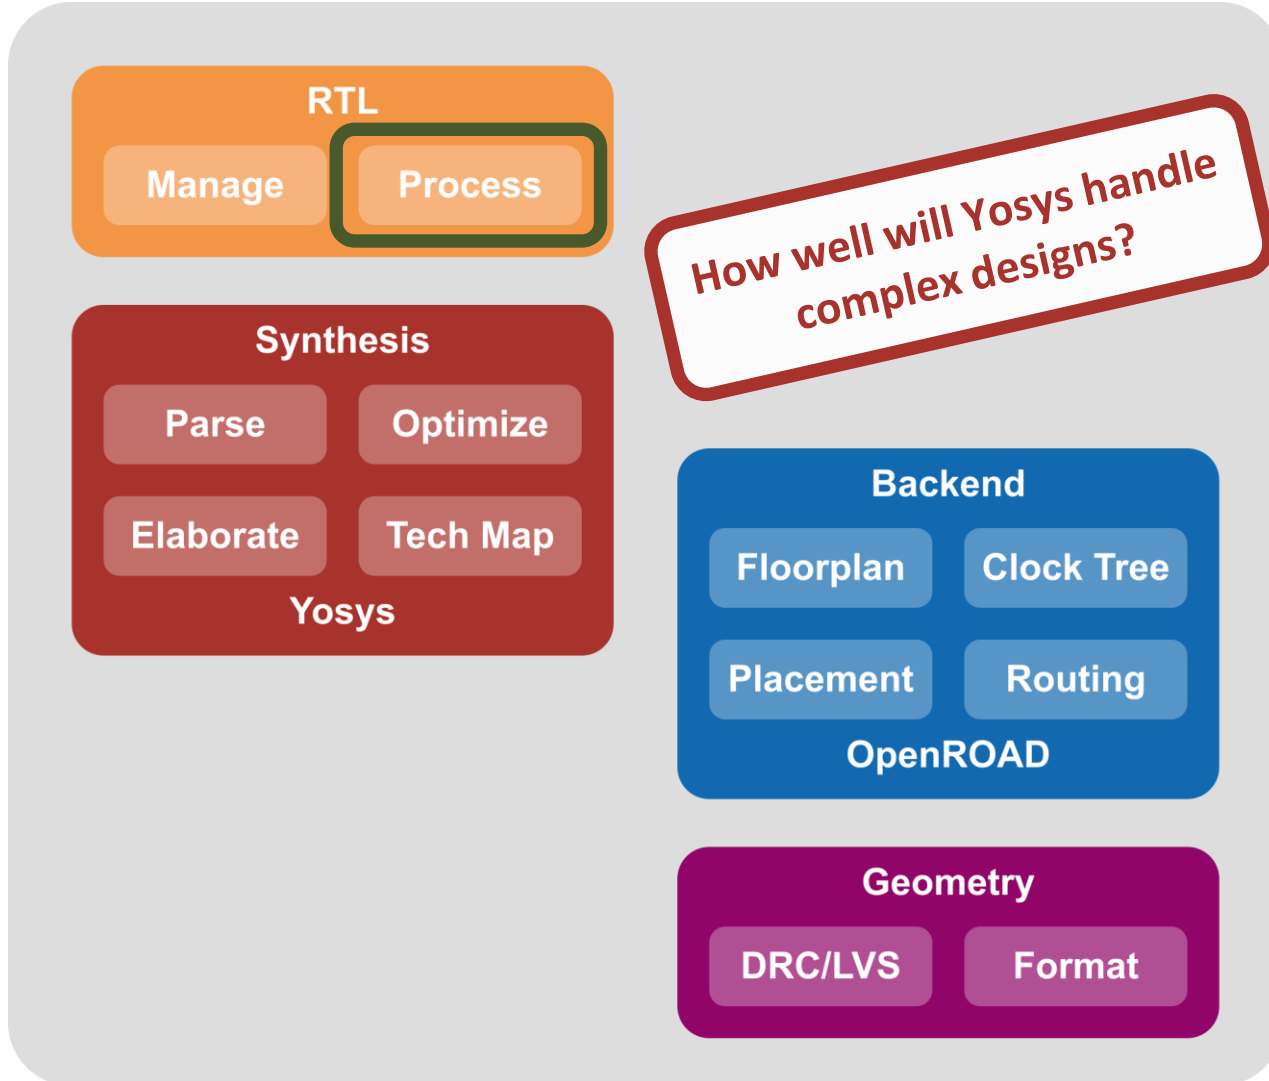 RTL
Manage
Process
How well will Yosys handle
complex designs?
Synthesis
Parse
Optimize
Elaborate
Tech Map
Yosys
Backend
Floorplan
Clock Tree
Placement
Routing
OpenROAD
Geometry
DRC/LVS
Format